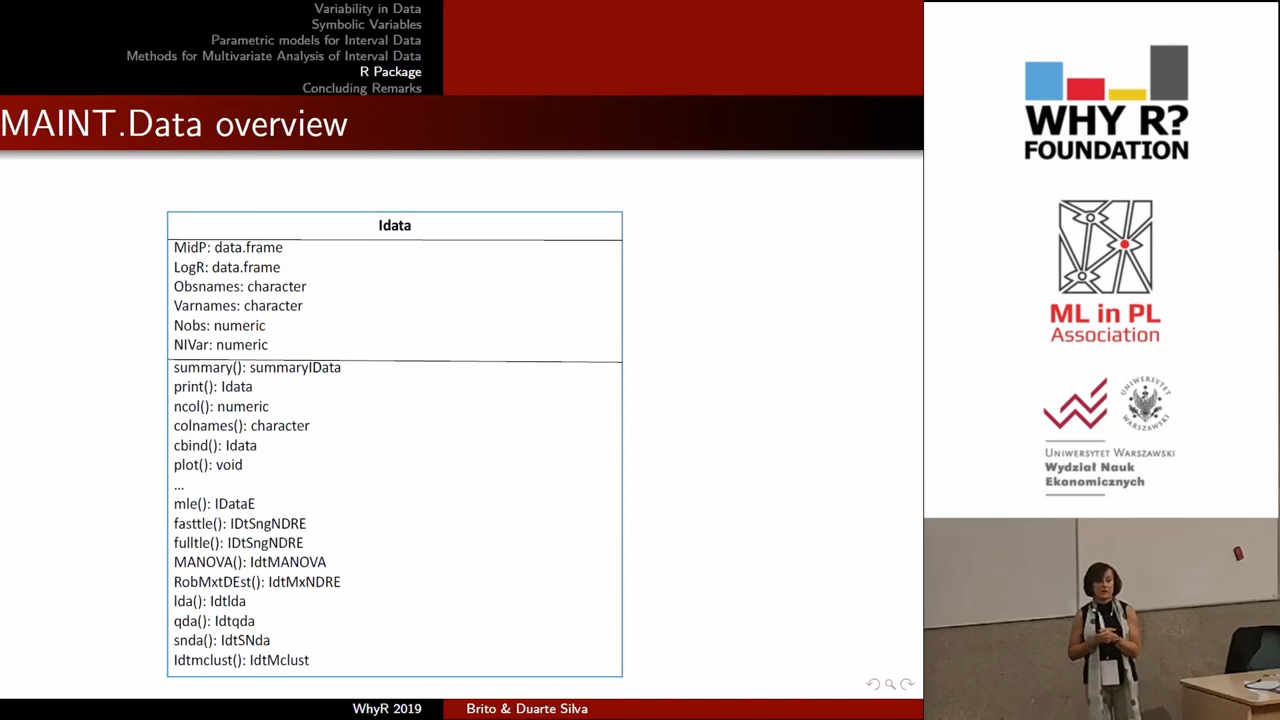 Variability in Data
Symbolic Variables
Parametric models for Interval Data
Methods for Multivariate Analysis of Interval Data
R Package
Concluding Remarks
MAINT.Data overview
Idata
MidP: data.frame
LogR: data.frame
Obsnames: character
Varnames: character
Nobs: numeric
NIVar: numeric
summary(): summaryIData
print(): Idata
ncol(): numeric
colnames(): character
cbind(): Idata
plot(): void
...
mle(): IDataE
fasttle(): IDtSngNDRE
fulltle(): IDtSngNDRE
MANOVA(): IdtMANOVA
RobMxtDEst(): IdtMxNDRE
lda(): Idtlda
qda(): Idtqda
snda(): IdtSNda
Idtmclust(): IdtMclust
WhyR 2019
Brito & Duarte Silva
WHY R?
FOUNDATION
ML in PL
Association
UNIWERSYTET
WARSZAWSKI
UNIWERSYTET WARSZAWSKI
Wydział Nauk
Ekonomicznych